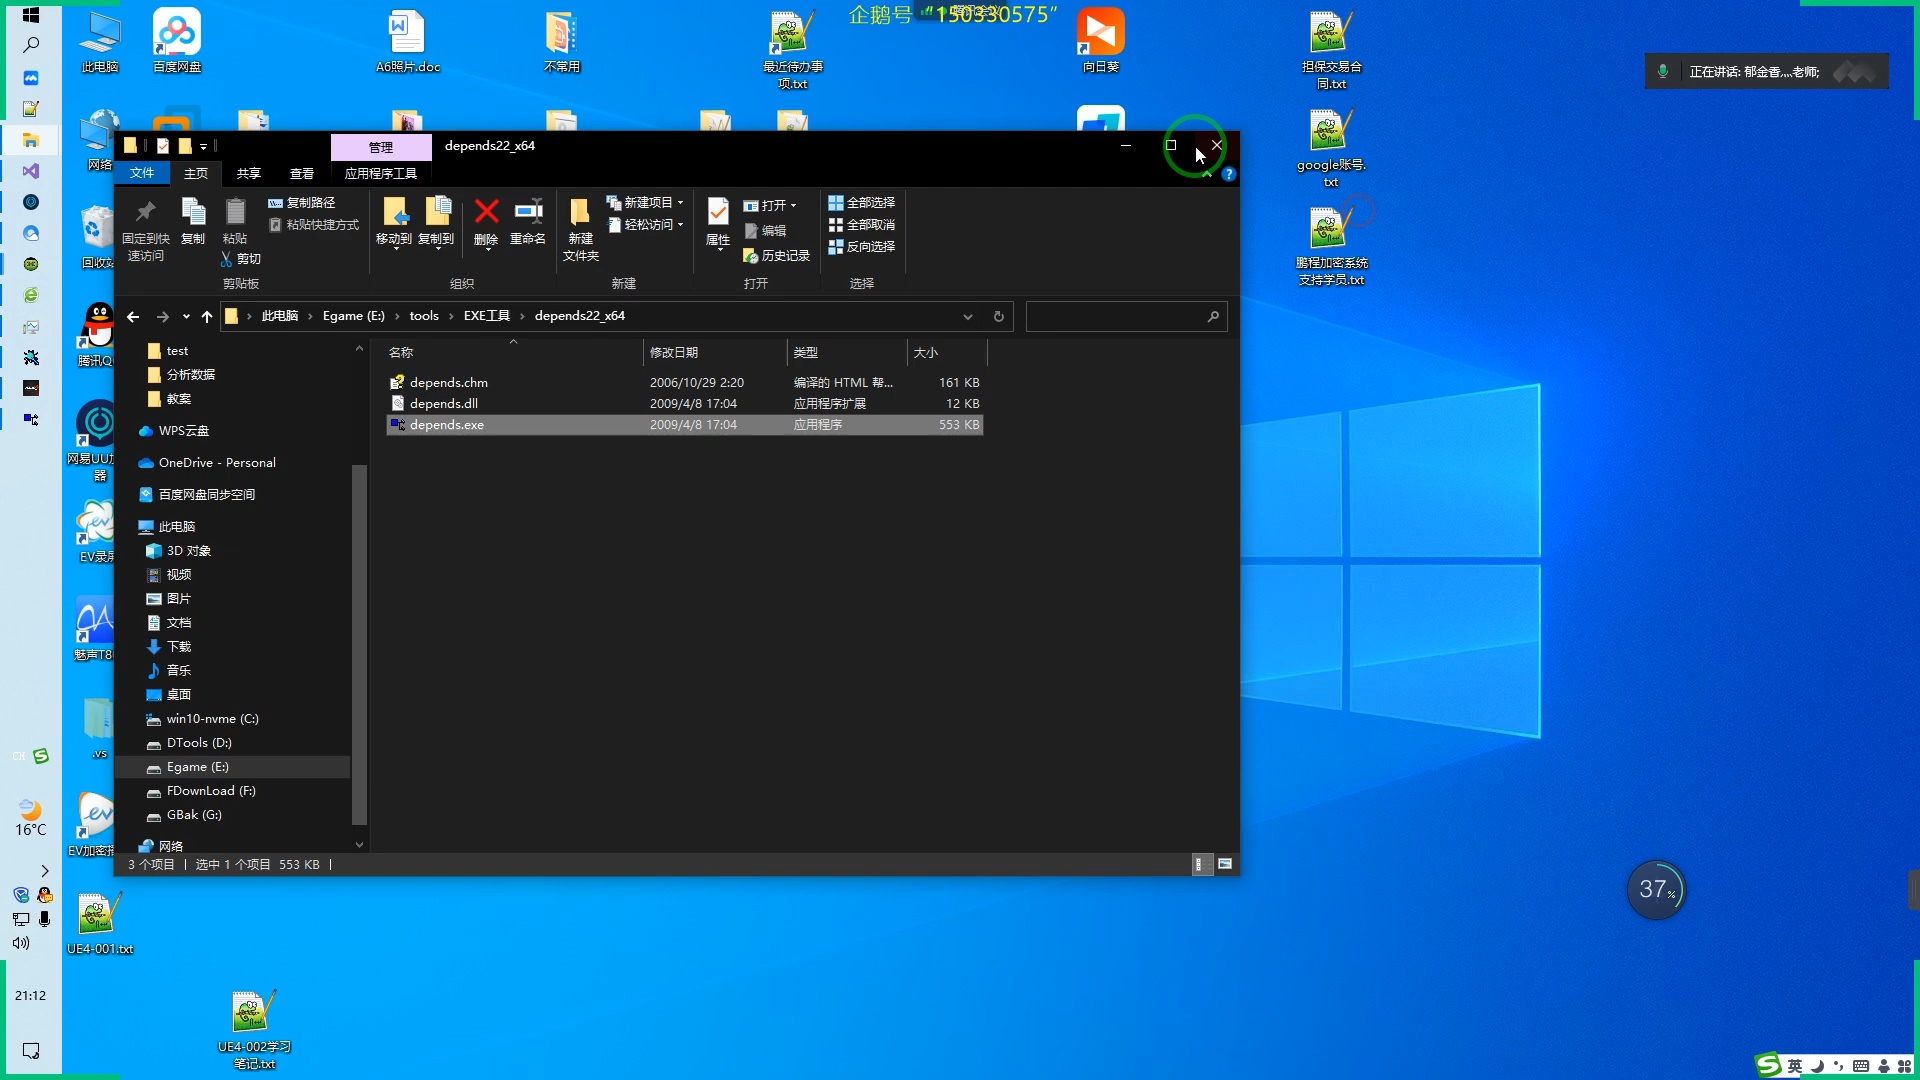 企鹅号“150330575”
此电脑
百度网盘
A6照片.doc
不常用
最近待办事
项.txt
向日葵
担保交易合
同.txt
正在讲话: 郁金香灬老师;
网络
google账号.
txt
鹏程加密系统
支持学员.txt
管理
depends22_x64
文件
主页
共享
查看
应用程序工具
固定到快
速访问
复制
粘贴
复制路径
粘贴快捷方式
剪切
剪贴板
移动到
复制到
删除
重命名
组织
新建
文件夹
新建项目
轻松访问
新建
属性
打开
编辑
历史记录
打开
全部选择
全部取消
反向选择
选择
此电脑
Egame (E:)
tools
EXE工具
depends22_x64
名称
修改日期
类型
大小
depends.chm
2006/10/29 2:20
编译的 HTML 帮...
161 KB
depends.dll
2009/4/8 17:04
应用程序扩展
12 KB
depends.exe
2009/4/8 17:04
应用程序
553 KB
test
分析数据
教案
WPS云盘
OneDrive - Personal
百度网盘同步空间
此电脑
3D 对象
视频
图片
文档
下载
音乐
桌面
win10-nvme (C:)
DTools (D:)
Egame (E:)
FDownLoad (F:)
GBak (G:)
网络
3 个项目
选中 1 个项目 553 KB
回收站
腾讯QQ
网易UU加
器
EV录屏
.vs
UE4-001.txt
UE4-002学习
笔记.txt
CH
16°C
21:12
37%
英